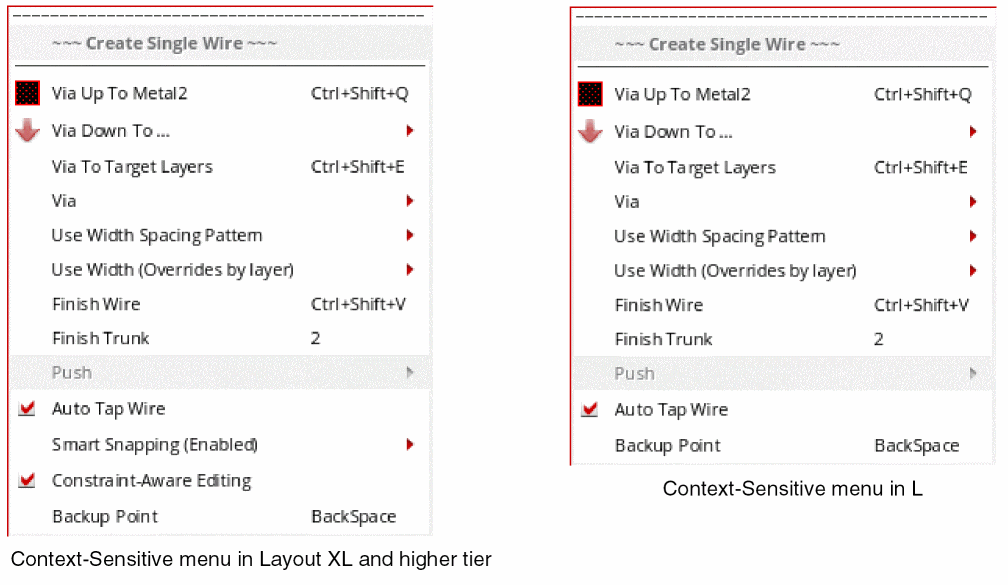 ~~~ Create Single Wire ~~~
Via Up To Metal2 Ctrl+Shift+Q
Via Down To ...
Via To Target Layers Ctrl+Shift+E
Via
Use Width Spacing Pattern
Use Width (Overrides by layer)
Finish Wire Ctrl+Shift+V
Finish Trunk 2
Push
Auto Tap Wire
Smart Snapping (Enabled)
Constraint-Aware Editing
Backup Point BackSpace
Context-Sensitive menu in Layout XL and higher tier
~~~ Create Single Wire ~~~
Via Up To Metal2 Ctrl+Shift+Q
Via Down To ...
Via To Target Layers Ctrl+Shift+E
Via
Use Width Spacing Pattern
Use Width (Overrides by layer)
Finish Wire Ctrl+Shift+V
Finish Trunk 2
Push
Auto Tap Wire
Backup Point BackSpace
Context-Sensitive menu in L